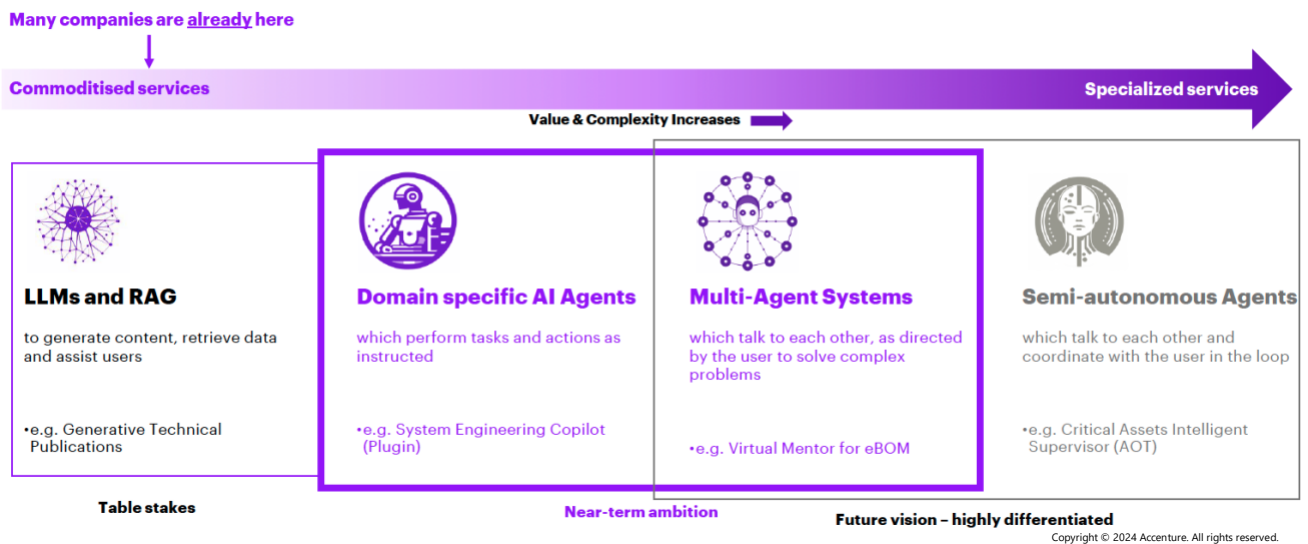 Many companies are already here
Commoditised services
Specialized services
Value & Complexity Increases
LLMs and RAG
to generate content, retrieve data
and assist users
•e.g. Generative Technical
Publications
Domain specific AI Agents
which perform tasks and actions as
instructed
•e.g. System Engineering Copilot
(Plugin)
Multi-Agent Systems
which talk to each other, as directed
by the user to solve complex
problems
•e.g. Virtual Mentor for eBOM
Semi-autonomous Agents
which talk to each other and
coordinate with the user in the loop
•e.g. Critical Assets Intelligent
Supervisor (AOT)
Table stakes
Near-term ambition
Future vision – highly differentiated
Copyright © 2024 Accenture. All rights reserved.